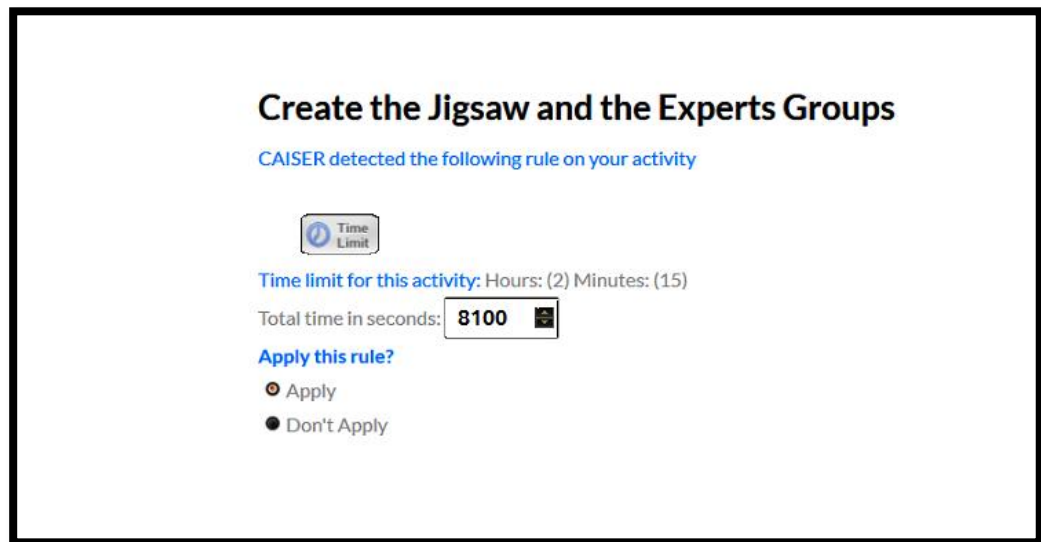 Create the Jigsaw and the Experts Groups
CAISER detected the following rule on your activity
Time
Limit
Time limit for this activity: Hours: (2) Minutes: (15)
Total time in seconds: 8100
Apply this rule?
Apply
Don't Apply